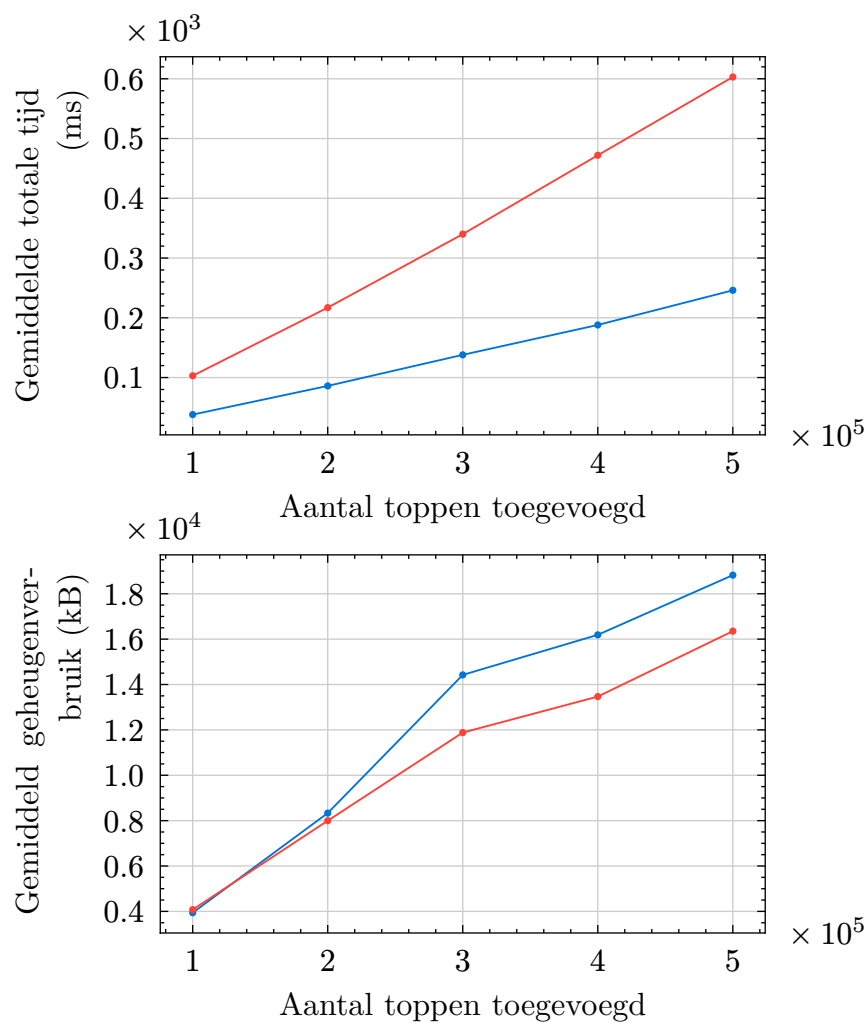 × 10³
Gemiddelde totale tijd
(ms)
0.6
0.5
0.4
0.3
0.2
0.1
1 2 3 4 5
× 10⁵
Aantal toppen toegevoegd
× 10⁴
Gemiddeld geheugenver-
bruik (kB)
1.8
1.6
1.4
1.2
1.0
0.8
0.6
0.4
1 2 3 4 5
× 10⁵
Aantal toppen toegevoegd